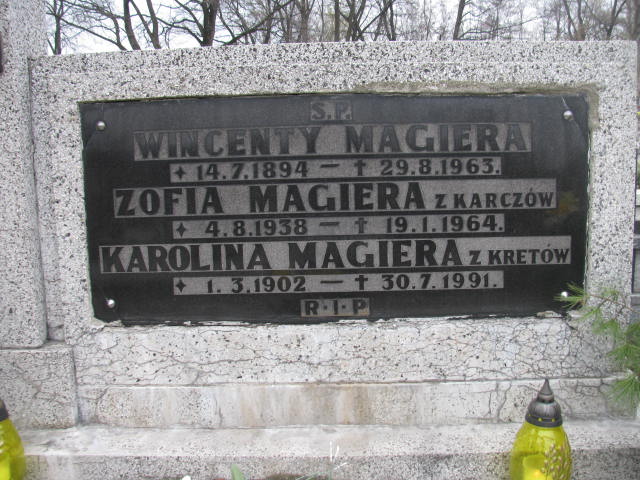 Ś.P.
WINCENTY MAGIERA
✦ 14.7.1894 — † 29.8.1963.
ZOFIA MAGIERA Z KARCZÓW
✦ 4.8.1938 — † 19.1.1964.
KAROLINA MAGIERA Z KRETÓW
✦ 1.3.1902 — † 30.7.1991.
R·I·P